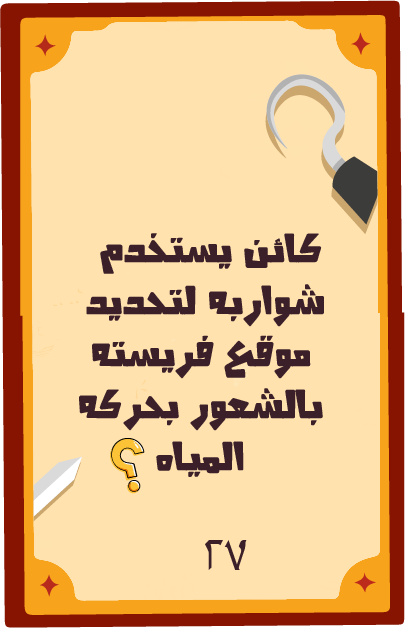 كائن يستخدم
شواربه لتحديد
موقع فريسته
بالشعور بحركه
المياه ؟
٢٧